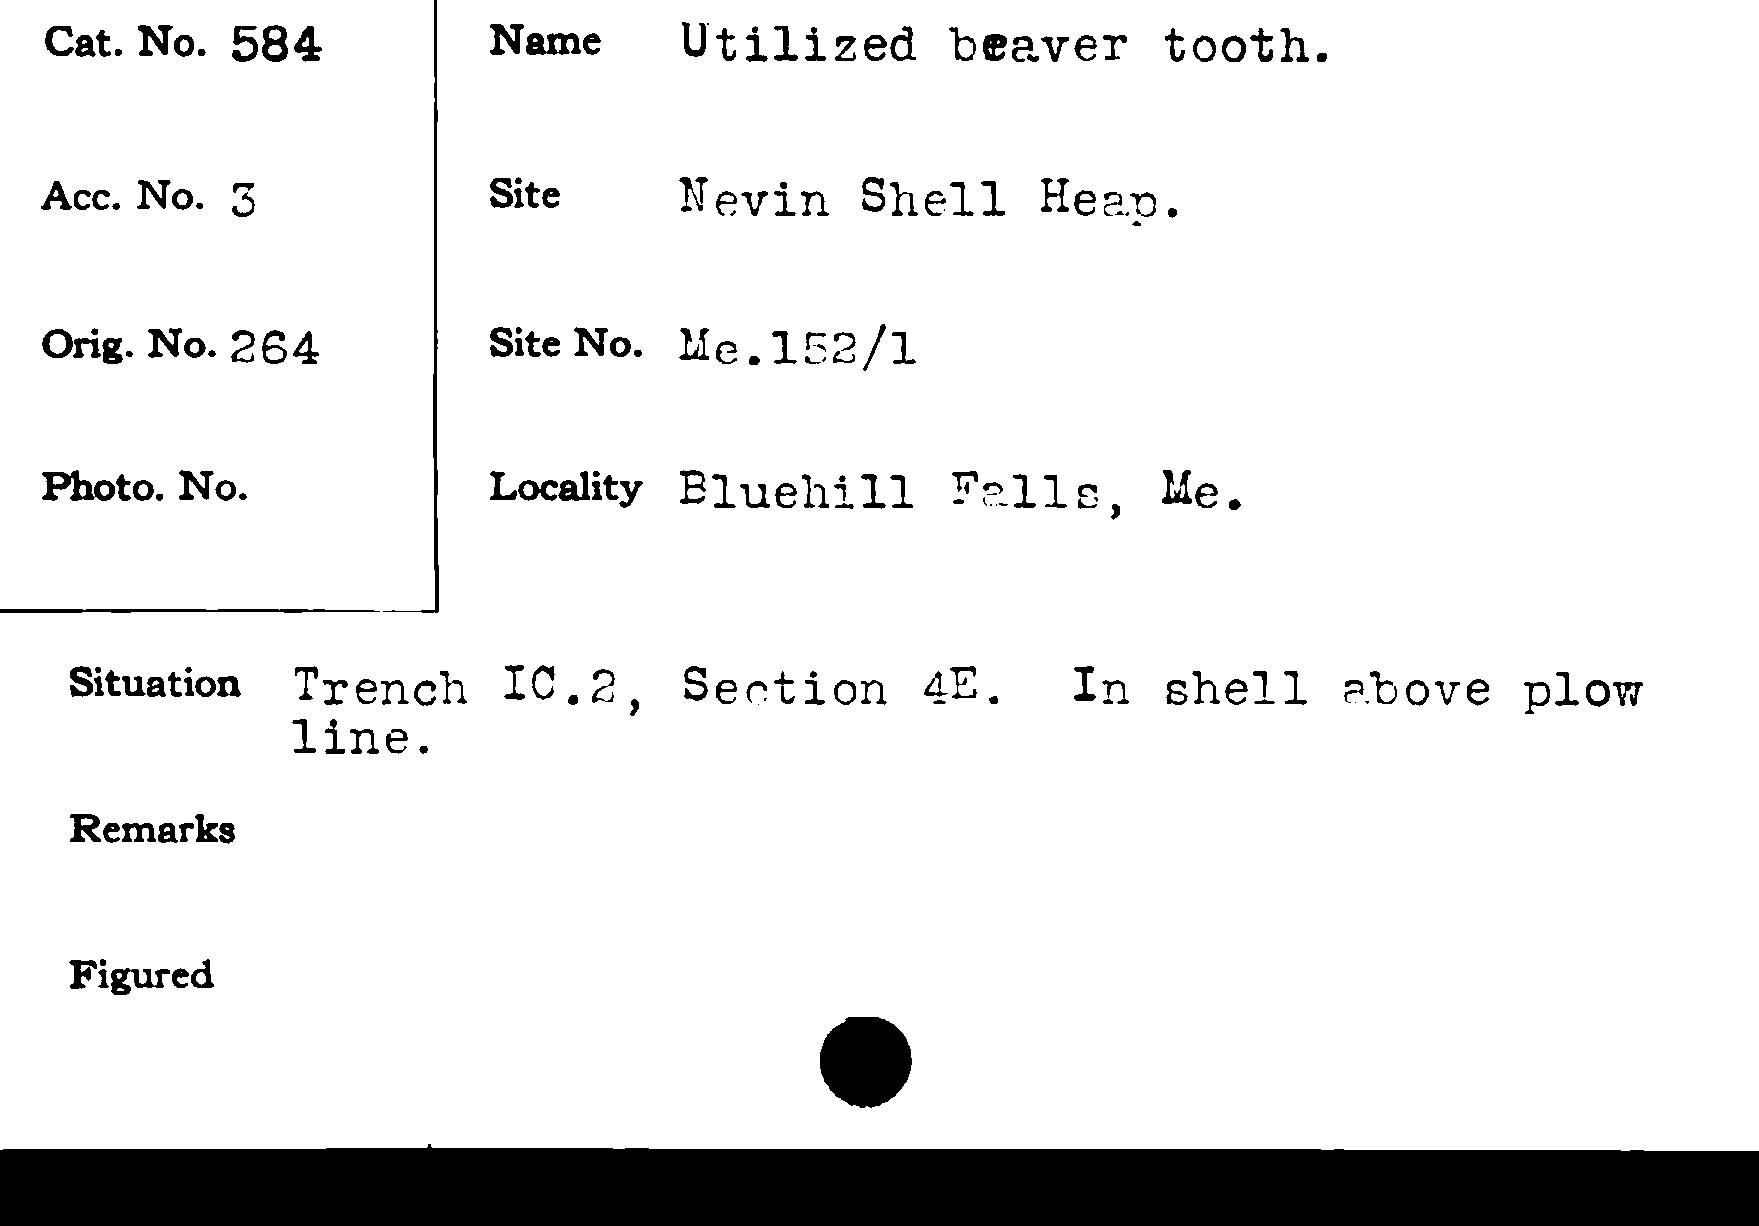 Cat. No. 584
Name Utilized beaver tooth.
Acc. No. 3
Site Nevin Shell Heap.
Orig. No. 264
Site No. Me.152/1
Photo. No.
Locality Bluehill Falls, Me.
Situation Trench IC.2, Section 4E. In shell above plow
line.
Remarks
Figured